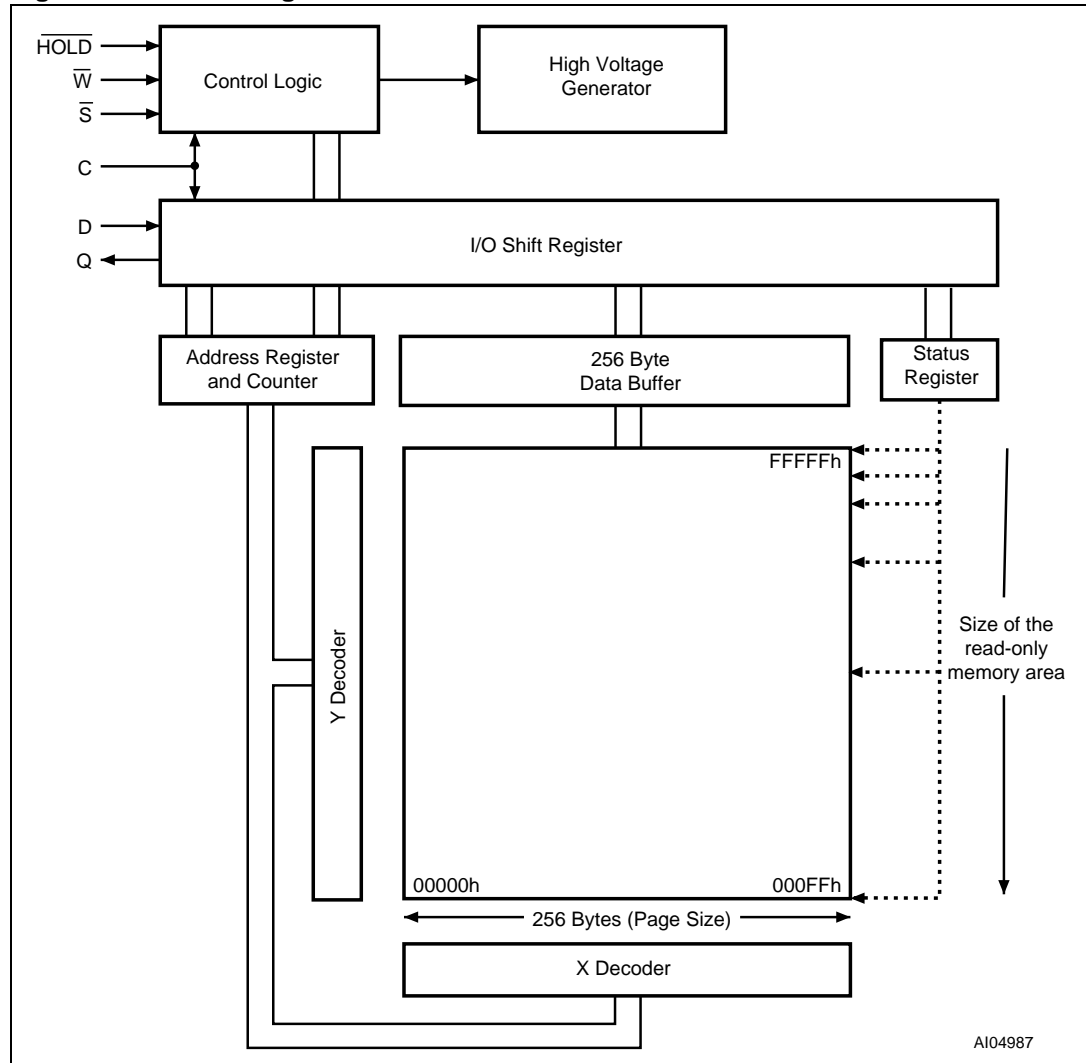 HOLD
W
S
C
D
Q
Control Logic
High Voltage
Generator
I/O Shift Register
Address Register
and Counter
256 Byte
Data Buffer
Status
Register
FFFFFh
Y Decoder
Size of the
read-only
memory area
00000h
000FFh
256 Bytes (Page Size)
X Decoder
AI04987